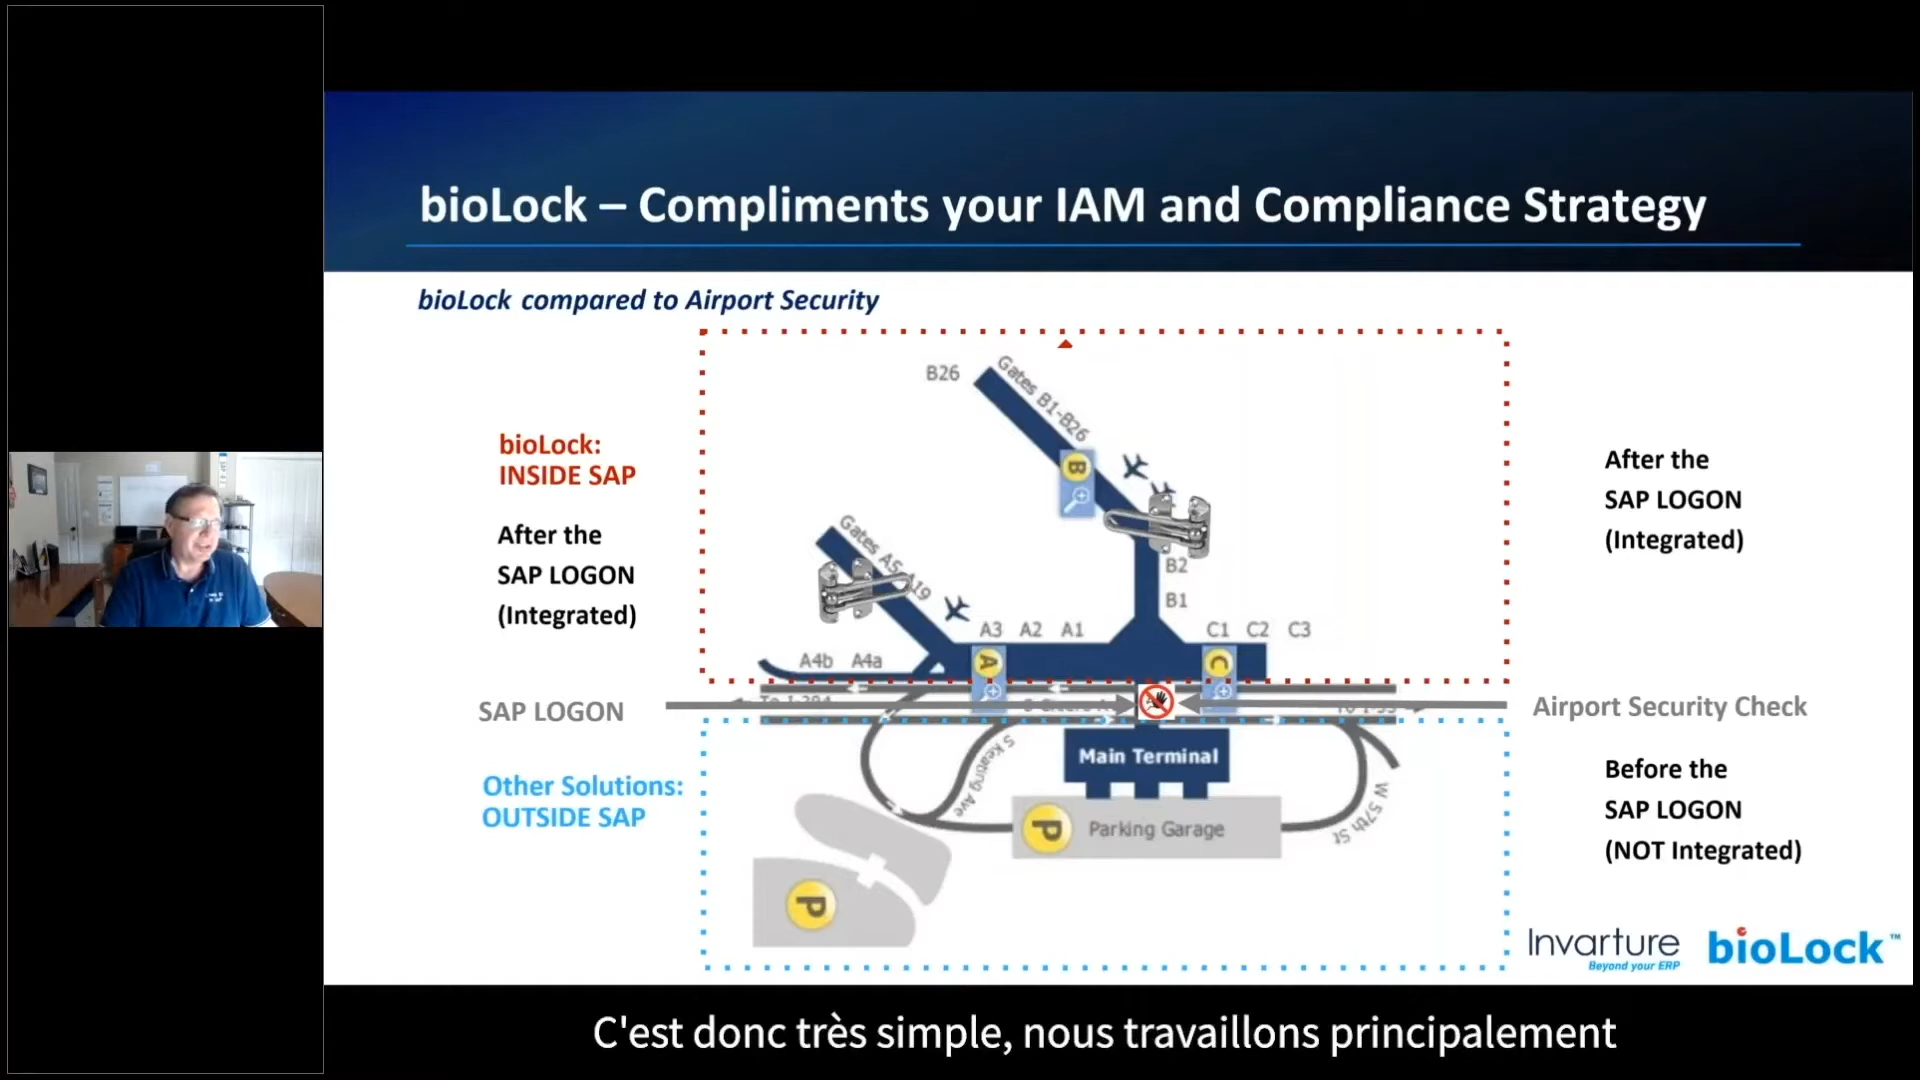 bioLock – Compliments your IAM and Compliance Strategy
bioLock compared to Airport Security
B26
Gates B1-B26
B
bioLock:
INSIDE SAP
After the
SAP LOGON
(Integrated)
After the
SAP LOGON
(Integrated)
Gates A5-A19
B2
B1
A3 A2 A1
C1 C2 C3
A4b A4a
A
C
SAP LOGON
Airport Security Check
Main Terminal
S Keating Ave
W 57th St
P
Parking Garage
P
Other Solutions:
OUTSIDE SAP
Before the
SAP LOGON
(NOT Integrated)
Invarture
Beyond your ERP
bioLock™
C'est donc très simple, nous travaillons principalement